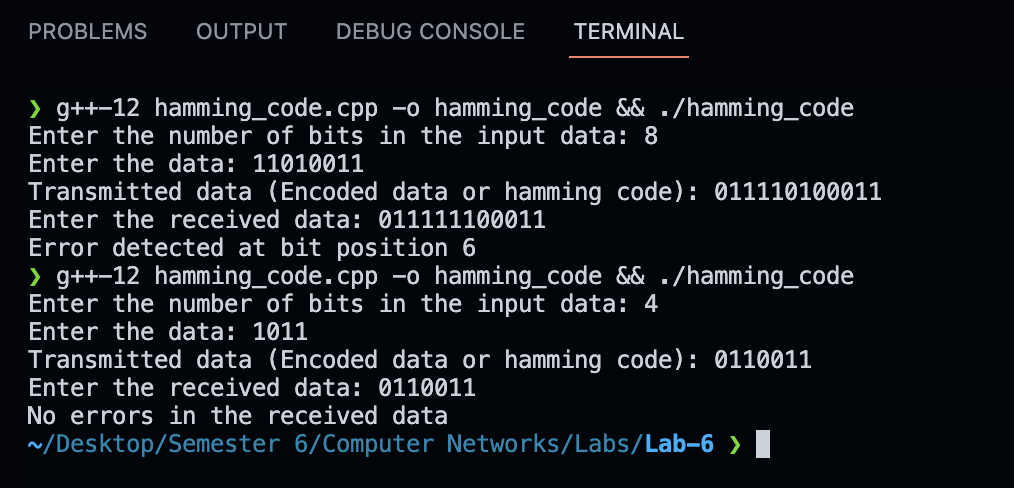 PROBLEMS OUTPUT DEBUG CONSOLE TERMINAL
❯ g++-12 hamming_code.cpp -o hamming_code && ./hamming_code
Enter the number of bits in the input data: 8
Enter the data: 11010011
Transmitted data (Encoded data or hamming code): 011110100011
Enter the received data: 011111100011
Error detected at bit position 6
❯ g++-12 hamming_code.cpp -o hamming_code && ./hamming_code
Enter the number of bits in the input data: 4
Enter the data: 1011
Transmitted data (Encoded data or hamming code): 0110011
Enter the received data: 0110011
No errors in the received data
~/Desktop/Semester 6/Computer Networks/Labs/Lab-6 ❯